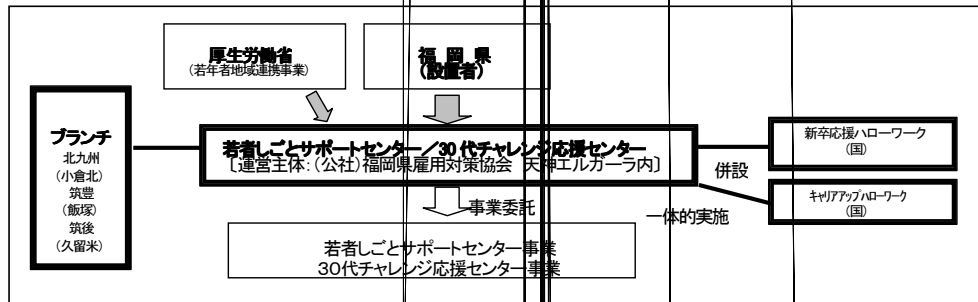 厚生労働省
(若年者地域連携事業)
福岡県
(設置者)
ブランチ
北九州
(小倉北)
筑豊
(飯塚)
筑後
(久留米)
若者しごとサポートセンター/30代チャレンジ応援センター
〔運営主体:(公社)福岡県雇用対策協会 天神エルガーラ内〕
新卒応援ハローワーク
(国)
併設
キャリアアップハローワーク
(国)
一体的実施
事業委託
若者しごとサポートセンター事業
30代チャレンジ応援センター事業